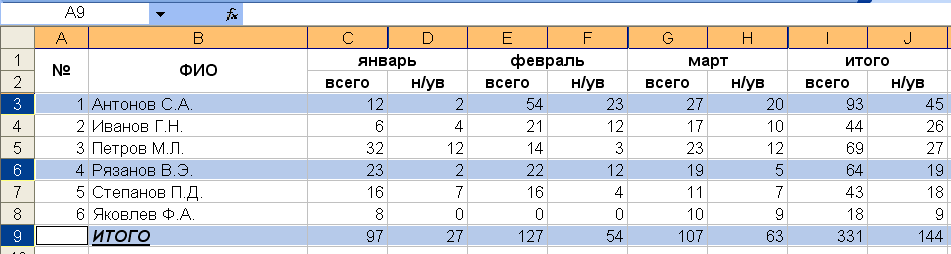 A9 fx
A B C D E F G H I J
1 № ФИО январь февраль март итого
2 всего н/ув всего н/ув всего н/ув всего н/ув
3 1 Антонов С.А. 12 2 54 23 27 20 93 45
4 2 Иванов Г.Н. 6 4 21 12 17 10 44 26
5 3 Петров М.Л. 32 12 14 3 23 12 69 27
6 4 Рязанов В.Э. 23 2 22 12 19 5 64 19
7 5 Степанов П.Д. 16 7 16 4 11 7 43 18
8 6 Яковлев Ф.А. 8 0 0 0 10 9 18 9
9 ИТОГО 97 27 127 54 107 63 331 144